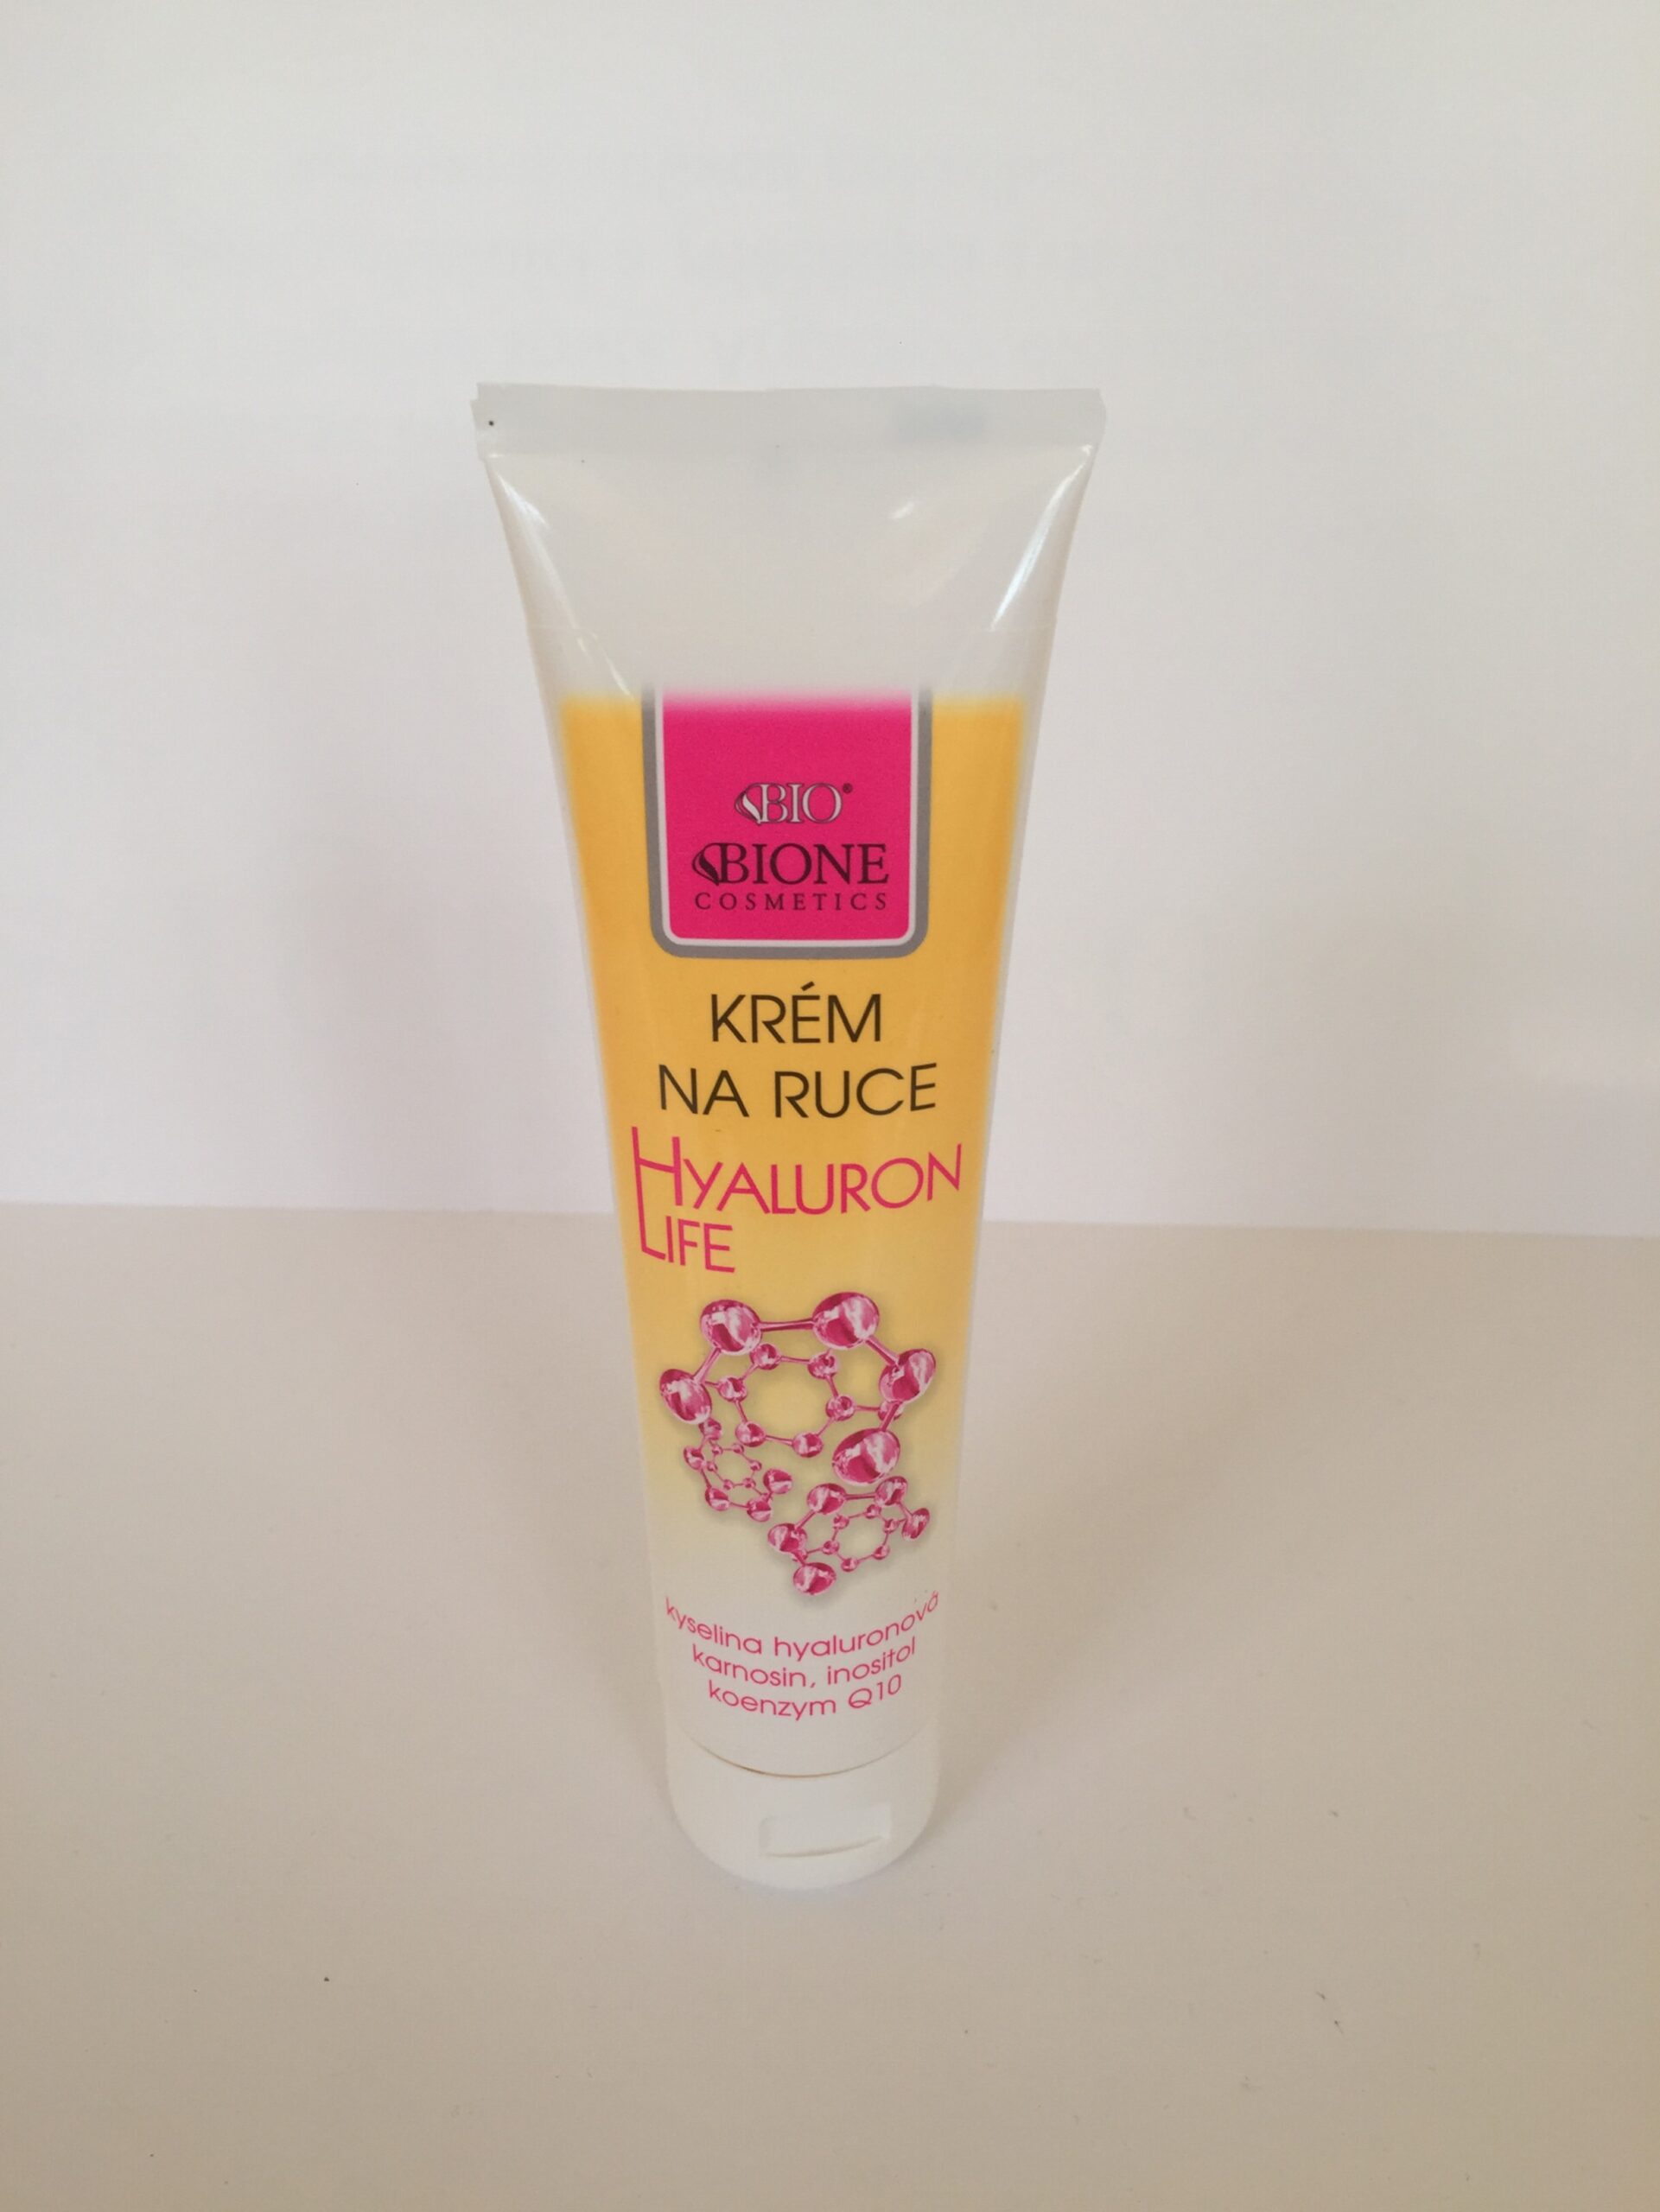 BIO®
BIONE
COSMETICS
KRÉM
NA RUCE
HYALURON
LIFE
kyselina hyaluronová
karnosin, inositol
koenzym Q10